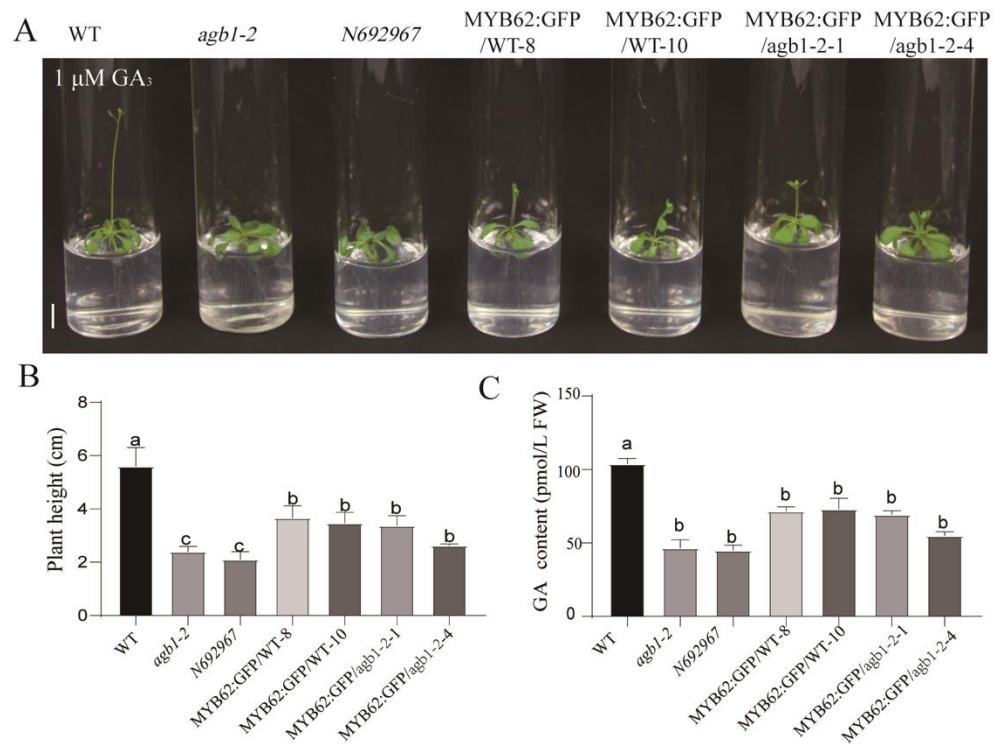 A
WT
agb1-2
N692967
MYB62:GFP
/WT-8
MYB62:GFP
/WT-10
MYB62:GFP
/agb1-2-1
MYB62:GFP
/agb1-2-4
1 μM GA₃
B
Plant height (cm)
8
6
4
2
0
a
c
c
b
b
b
b
WT
agb1-2
N692967
MYB62:GFP/WT-8
MYB62:GFP/WT-10
MYB62:GFP/agb1-2-1
MYB62:GFP/agb1-2-4
C
GA content (pmol/L FW)
150
100
50
0
a
b
b
b
b
b
b
WT
agb1-2
N692967
MYB62:GFP/WT-8
MYB62:GFP/WT-10
MYB62:GFP/agb1-2-1
MYB62:GFP/agb1-2-4